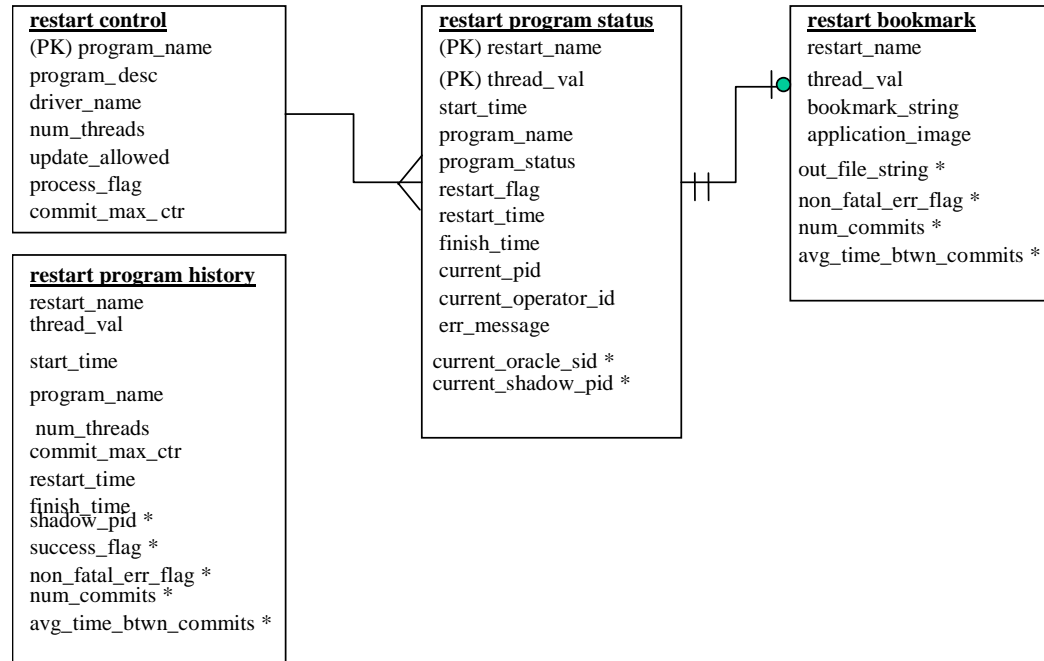 restart control
(PK) program_name
program_desc
driver_name
num_threads
update_allowed
process_flag
commit_max_ctr
restart program history
restart_name
thread_val
start_time
program_name
num_threads
commit_max_ctr
restart_time
finish_time
shadow_pid *
success_flag *
non_fatal_err_flag *
num_commits *
avg_time_btwn_commits *
restart program status
(PK) restart_name
(PK) thread_val
start_time
program_name
program_status
restart_flag
restart_time
finish_time
current_pid
current_operator_id
err_message
current_oracle_sid *
current_shadow_pid *
restart bookmark
restart_name
thread_val
bookmark_string
application_image
out_file_string *
non_fatal_err_flag *
num_commits *
avg_time_btwn_commits *